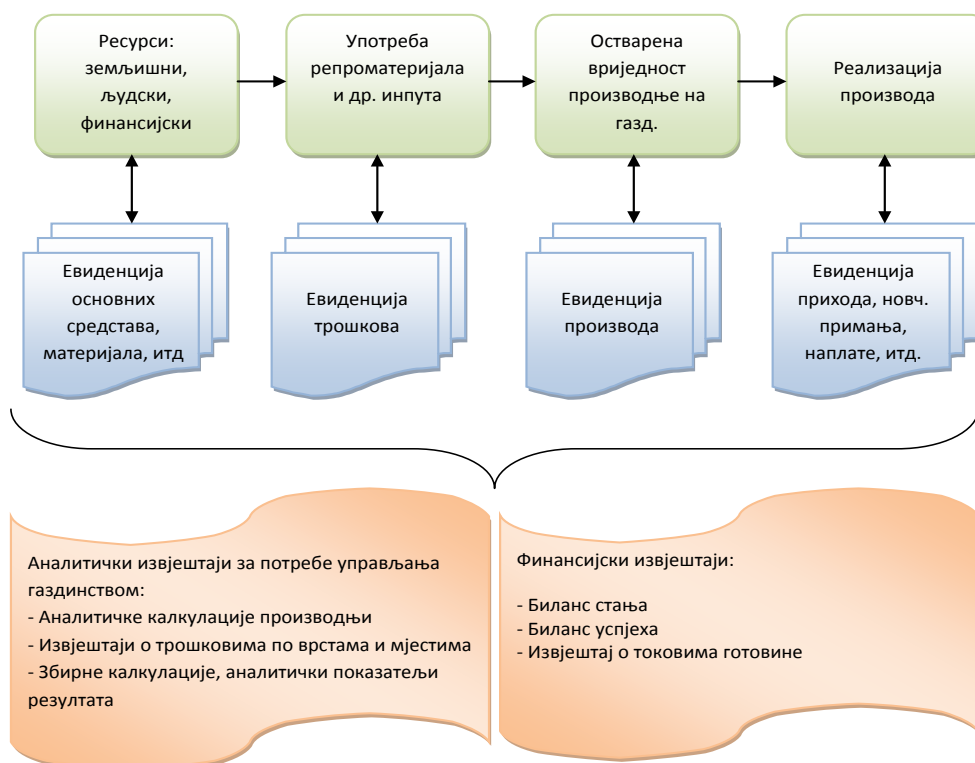 Ресурси:
земљишни,
људски,
финансијски
Употреба
репроматеријала
и др. инпута
Остварена
вриједност
производње на
газд.
Реализација
производа
Евиденција
основних
средстава,
материјала, итд
Евиденција
трошкова
Евиденција
производа
Евиденција
прихода, новч.
примања,
наплате, итд.
Аналитички извјештаји за потребе управљања
газдинством:
- Аналитичке калкулације производњи
- Извјештаји о трошковима по врстама и мјестима
- Збирне калкулације, аналитички показатељи
резултата
Финансијски извјештаји:
- Биланс стања
- Биланс успјеха
- Извјештај о токовима готовине